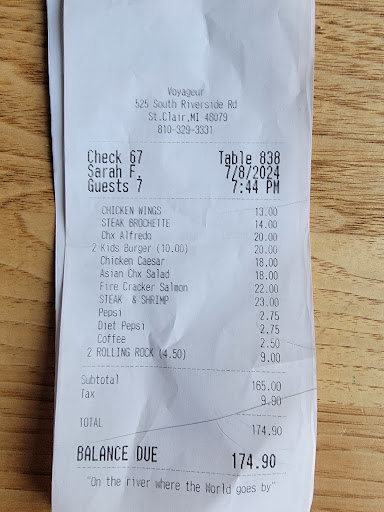 Voyageur
525 South Riverside Rd
St.Clair,MI 48079
810-329-3331
Check 67 Table 838
Sarah F. 7/8/2024
Guests 7 7:44 PM
CHICKEN WINGS 13.00
STEAK BROCHETTE 14.00
Chx Alfredo 20.00
2 Kids Burger (10.00) 20.00
Chicken Caesar 18.00
Asian Chx Salad 18.00
Fire Cracker Salmon 22.00
STEAK & SHRIMP 23.00
Pepsi 2.75
Diet Pepsi 2.75
Coffee 2.50
2 ROLLING ROCK (4.50) 9.00
Subtotal 165.00
Tax 9.90
TOTAL 174.90
BALANCE DUE 174.90
"On the river where the World goes by"